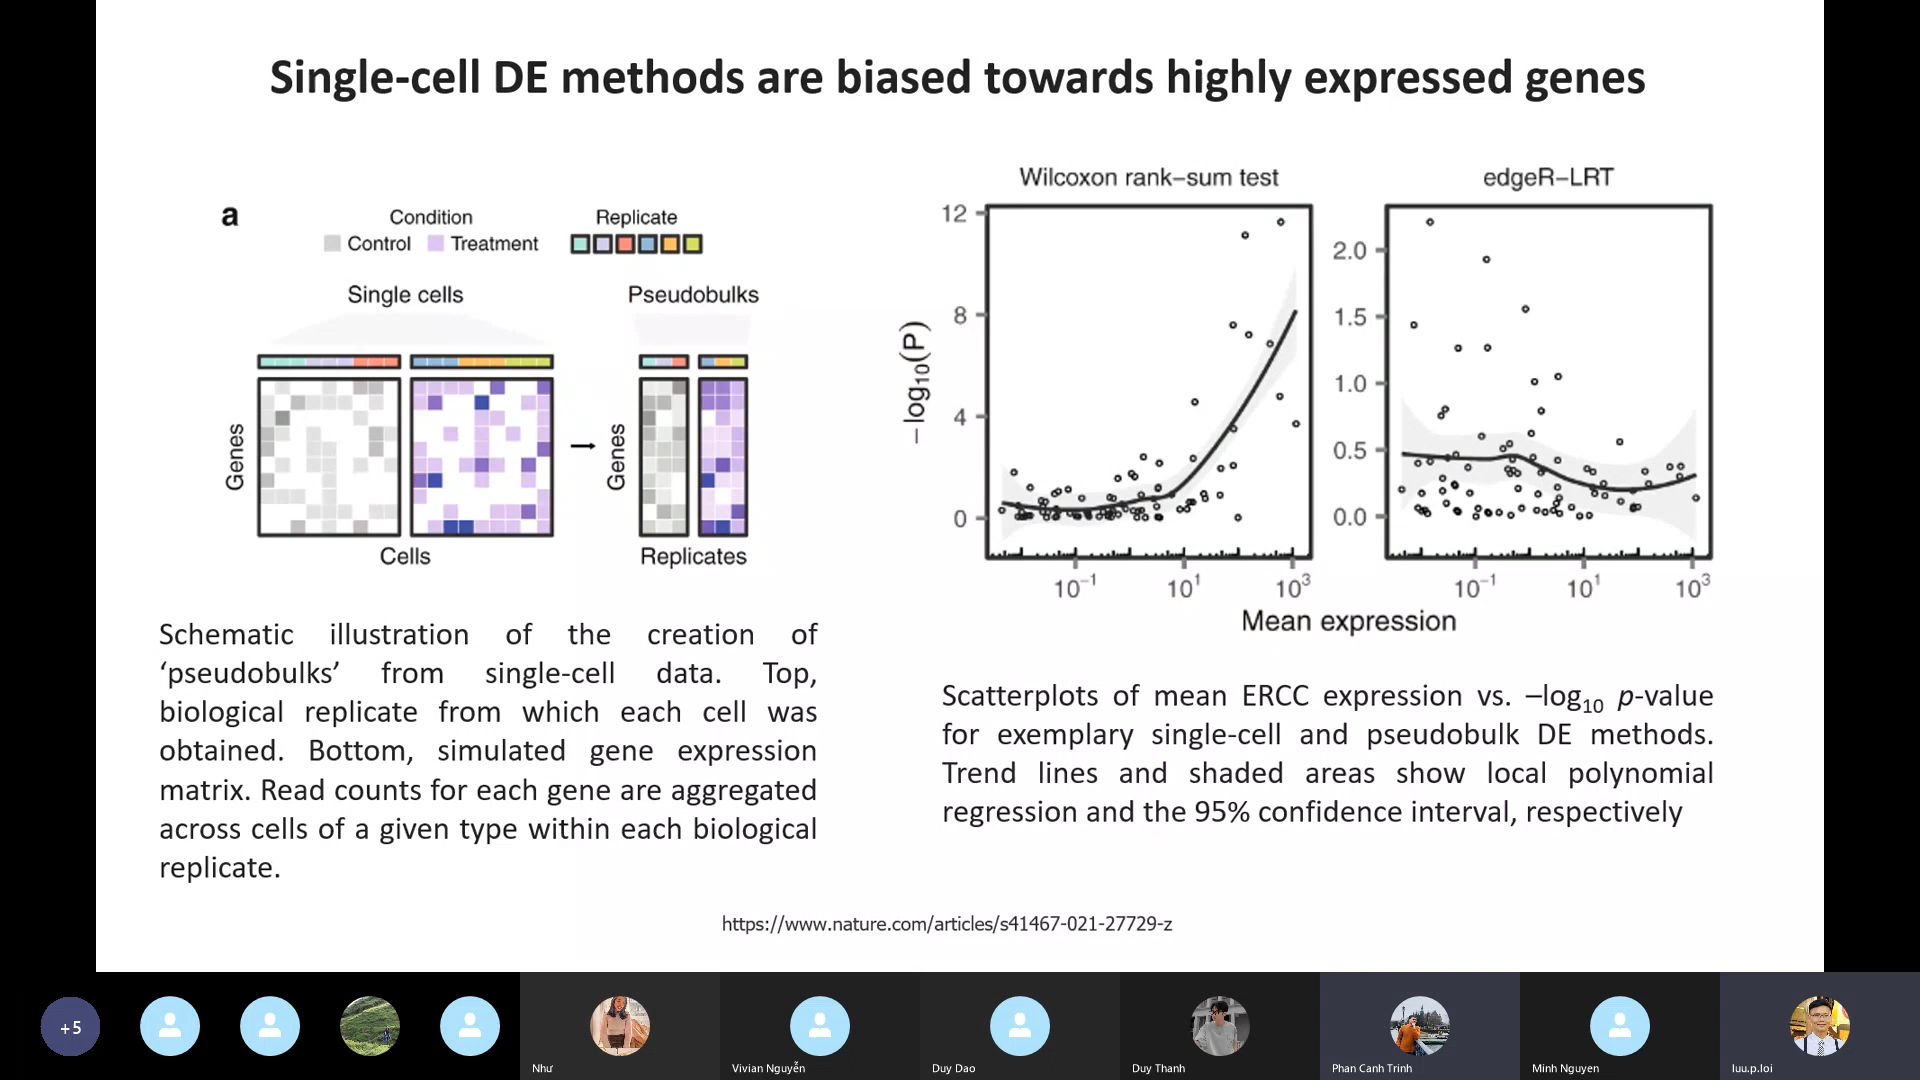 Single-cell DE methods are biased towards highly expressed genes
a
Condition
Control Treatment
Replicate
Single cells
Pseudobulks
Genes
Cells
Genes
Replicates
Wilcoxon rank−sum test
edgeR−LRT
−log10(P)
12
8
4
0
2.0
1.5
1.0
0.5
0.0
10−1 101 103
10−1 101 103
Mean expression
Schematic illustration of the creation of
‘pseudobulks’ from single-cell data. Top,
biological replicate from which each cell was
obtained. Bottom, simulated gene expression
matrix. Read counts for each gene are aggregated
across cells of a given type within each biological
replicate.
Scatterplots of mean ERCC expression vs. –log10 p-value
for exemplary single-cell and pseudobulk DE methods.
Trend lines and shaded areas show local polynomial
regression and the 95% confidence interval, respectively
https://www.nature.com/articles/s41467-021-27729-z
+5
Như
Vivian Nguyễn
Duy Dao
Duy Thanh
Phan Canh Trinh
Minh Nguyen
luu.p.loi